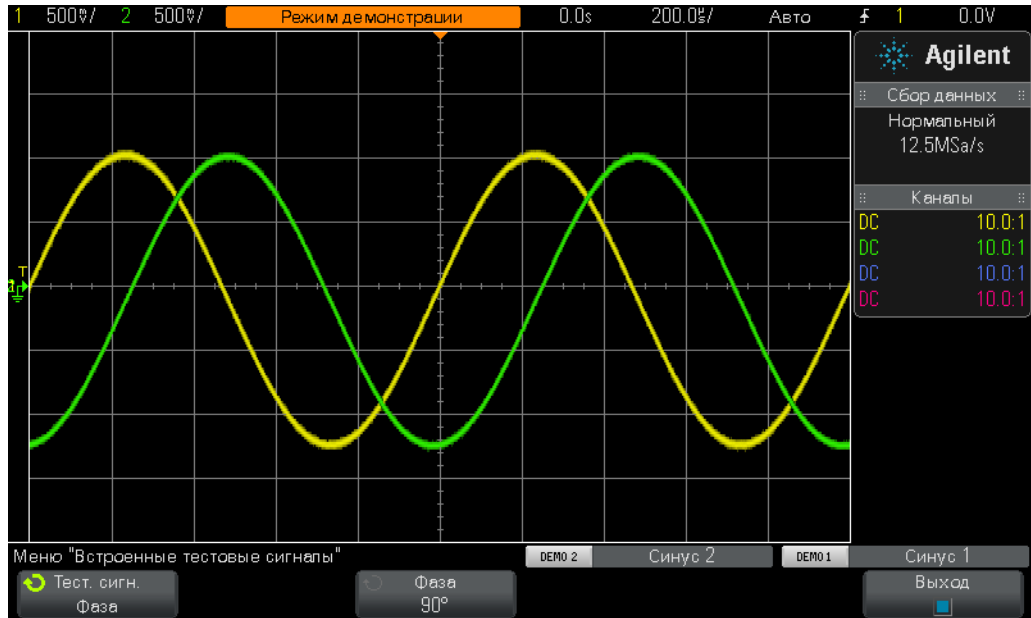 1 500㎷/ 2 500㎷/ Режим демонстрации 0.0s 200.0㎲/ Авто 1 0.0V
Agilent
Сбор данных
Нормальный
12.5MSa/s
Каналы
DC 10.0:1
DC 10.0:1
DC 10.0:1
DC 10.0:1
T
Меню "Встроенные тестовые сигналы" DEMO 2 Синус 2 DEMO 1 Синус 1
Тест. сигн.
Фаза
Фаза
90°
Выход